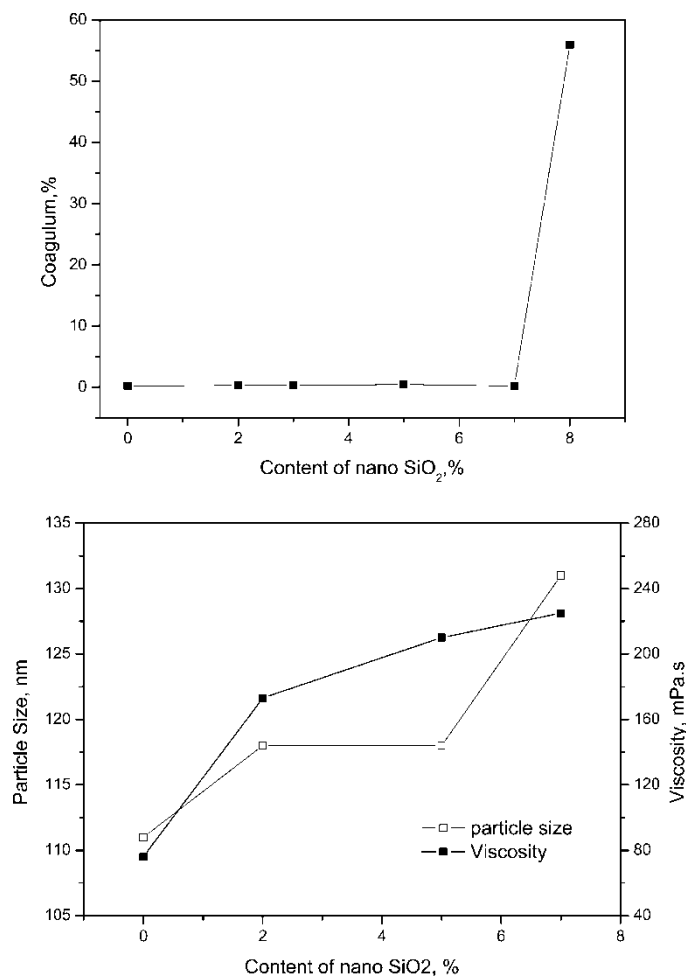 60
50
40
30
20
10
0
Coagulum,%
0 2 4 6 8
Content of nano SiO₂,%
135
130
125
120
115
110
105
Particle Size, nm
280
240
200
160
120
80
40
Viscosity, mPa.s
particle size
Viscosity
0 2 4 6 8
Content of nano SiO2, %